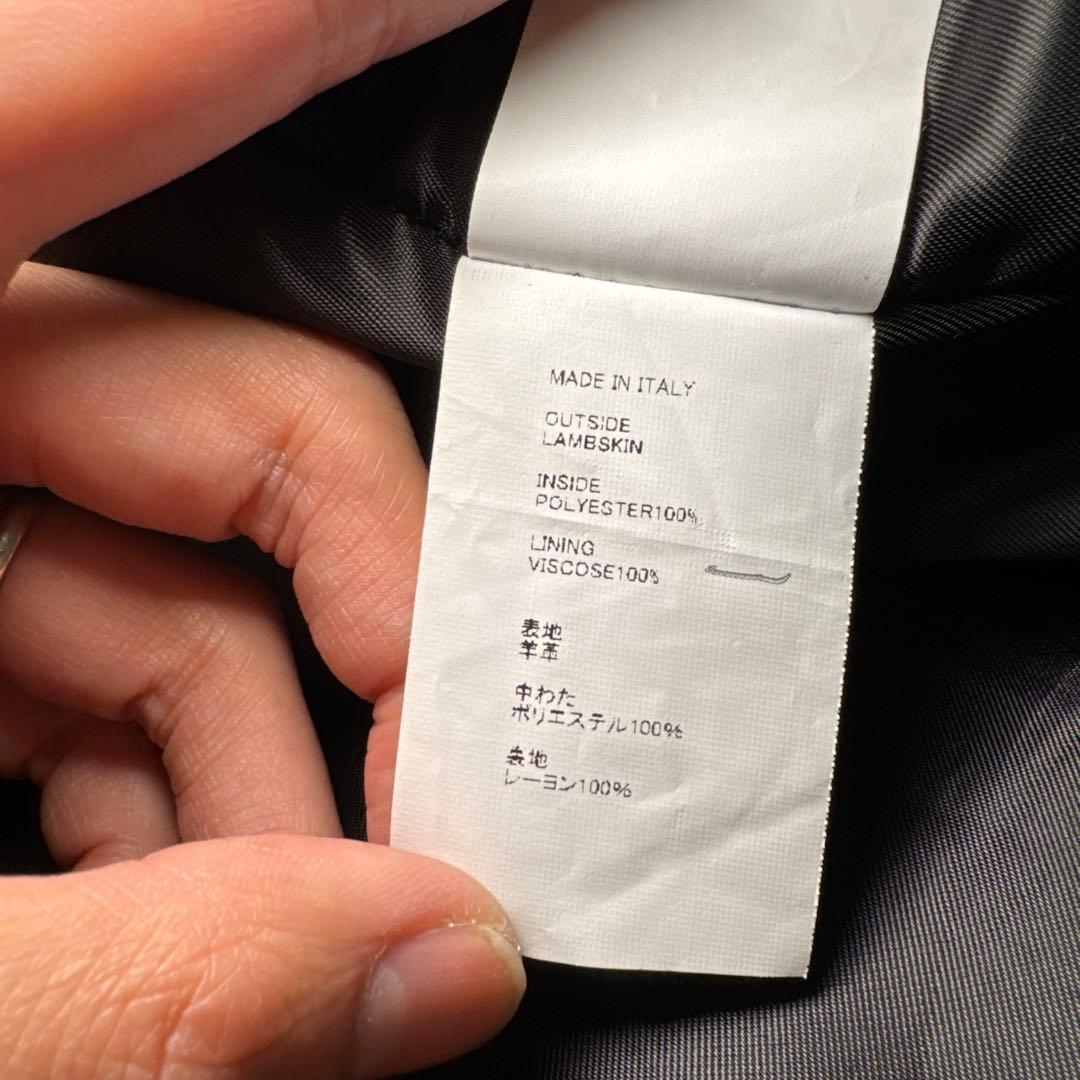 MADE IN ITALY
OUTSIDE
LAMBSKIN
INSIDE
POLYESTER100%
LINING
VISCOSE100%
表地
羊革
中わた
ポリエステル100%
表地
レーヨン100%